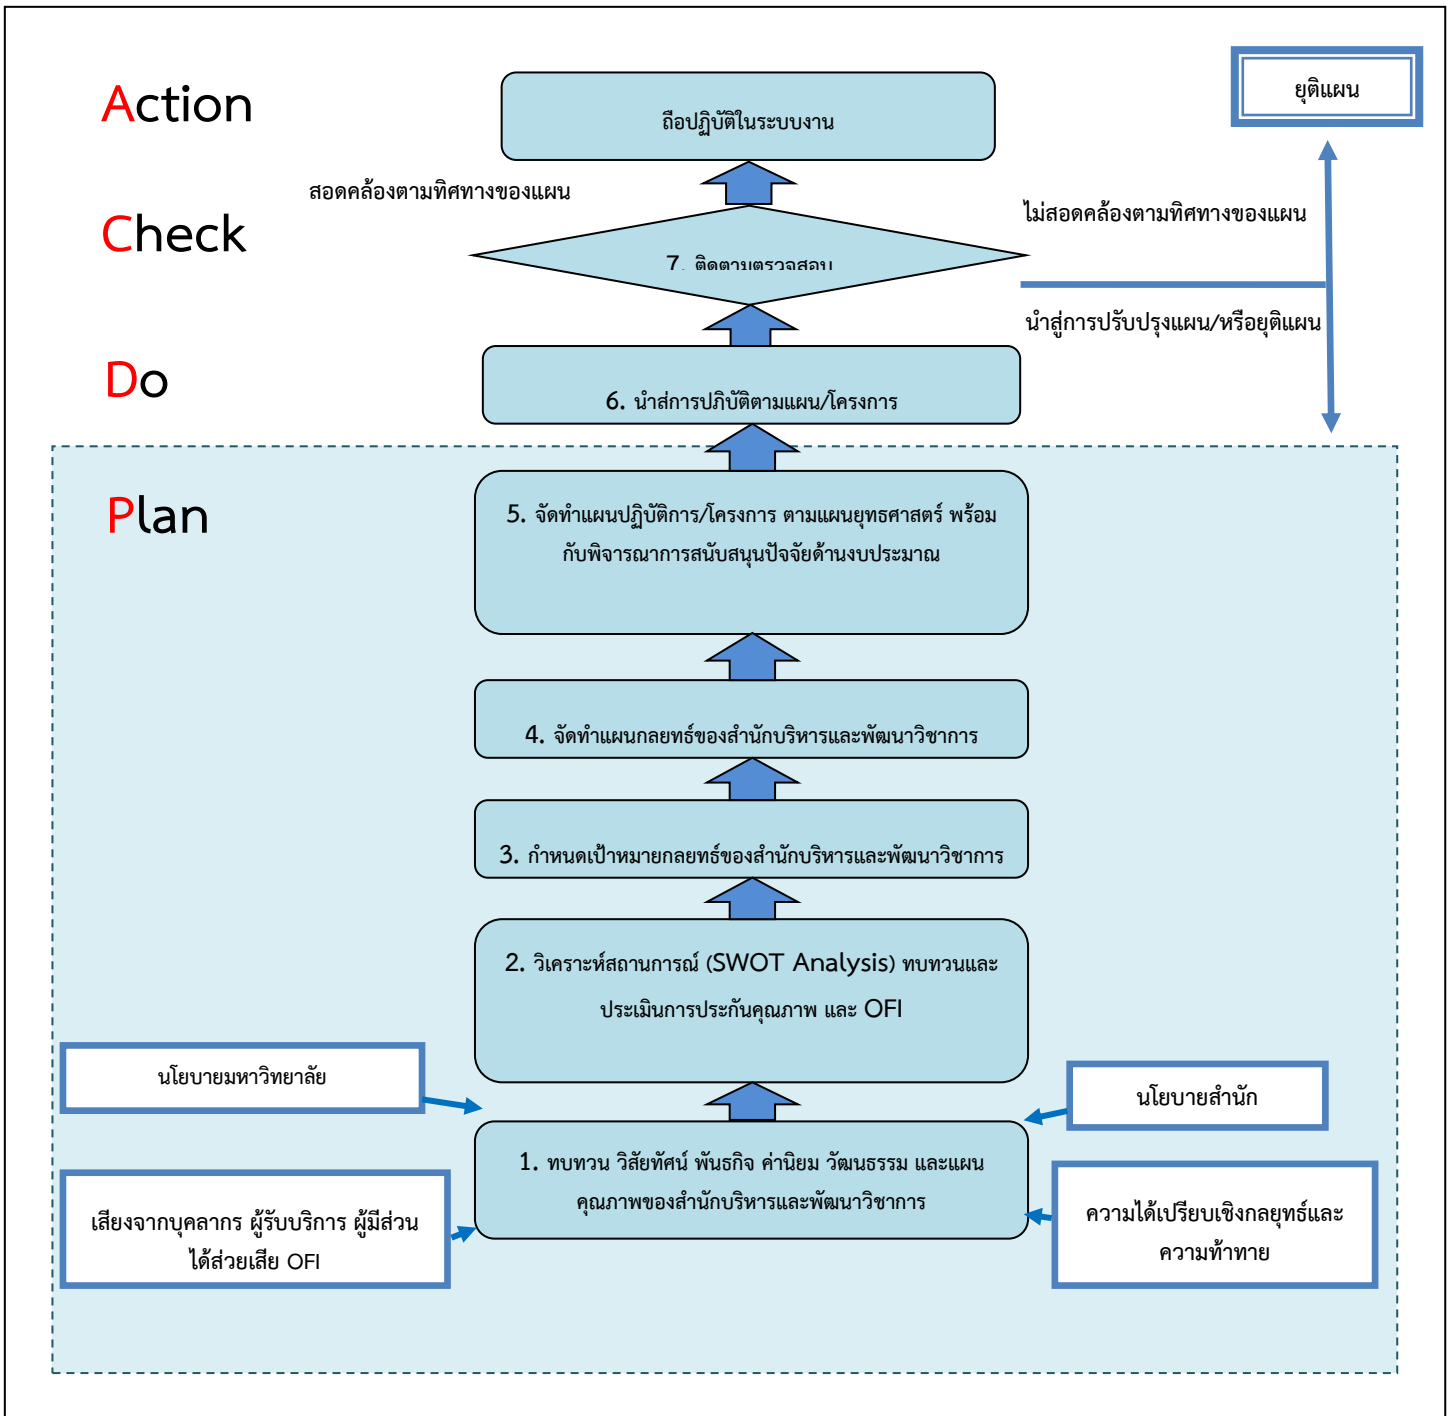 Action
ถือปฏิบัติในระบบงาน
ยุติแผน
สอดคล้องตามทิศทางของแผน
Check
ไม่สอดคล้องตามทิศทางของแผน
7. ติดตามตรวจสอบ
นำสู่การปรับปรุงแผน/หรือยุติแผน
Do
6. นำสู่การปฏิบัติตามแผน/โครงการ
Plan
5. จัดทำแผนปฏิบัติการ/โครงการ ตามแผนยุทธศาสตร์ พร้อม
กับพิจารณาการสนับสนุนปัจจัยด้านงบประมาณ
4. จัดทำแผนกลยุทธ์ของสำนักบริหารและพัฒนาวิชาการ
3. กำหนดเป้าหมายกลยุทธ์ของสำนักบริหารและพัฒนาวิชาการ
2. วิเคราะห์สถานการณ์ (SWOT Analysis) ทบทวนและ
ประเมินการประกันคุณภาพ และ OFI
นโยบายมหาวิทยาลัย
นโยบายสำนัก
1. ทบทวน วิสัยทัศน์ พันธกิจ ค่านิยม วัฒนธรรม และแผน
คุณภาพของสำนักบริหารและพัฒนาวิชาการ
เสียงจากบุคลากร ผู้รับบริการ ผู้มีส่วน
ได้ส่วยเสีย OFI
ความได้เปรียบเชิงกลยุทธ์และ
ความท้าทาย